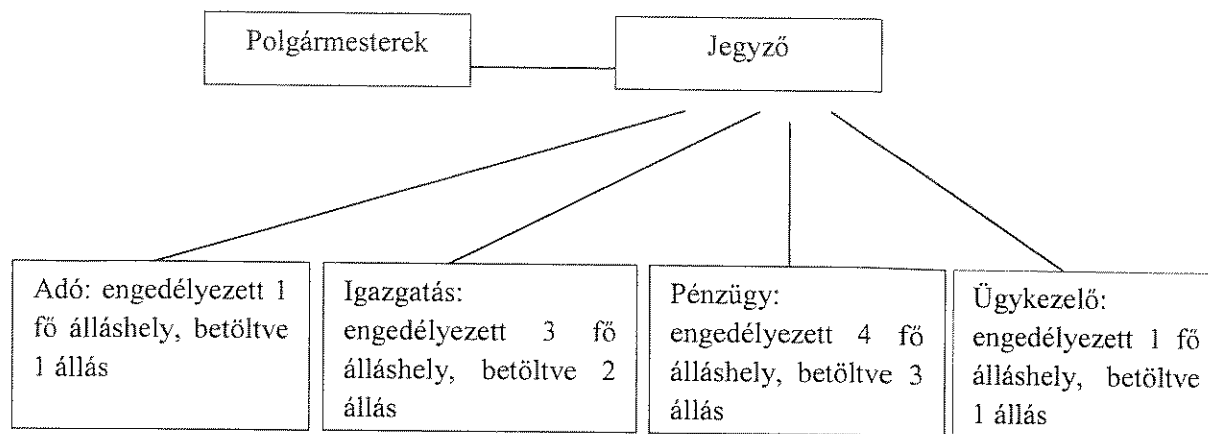 Polgármesterek
Jegyző
Adó: engedélyezett 1
fő álláshely, betöltve
1 állás
Igazgatás:
engedélyezett 3 fő
álláshely, betöltve 2
állás
Pénzügy:
engedélyezett 4 fő
álláshely, betöltve 3
állás
Ügykezelő:
engedélyezett 1 fő
álláshely, betöltve
1 állás